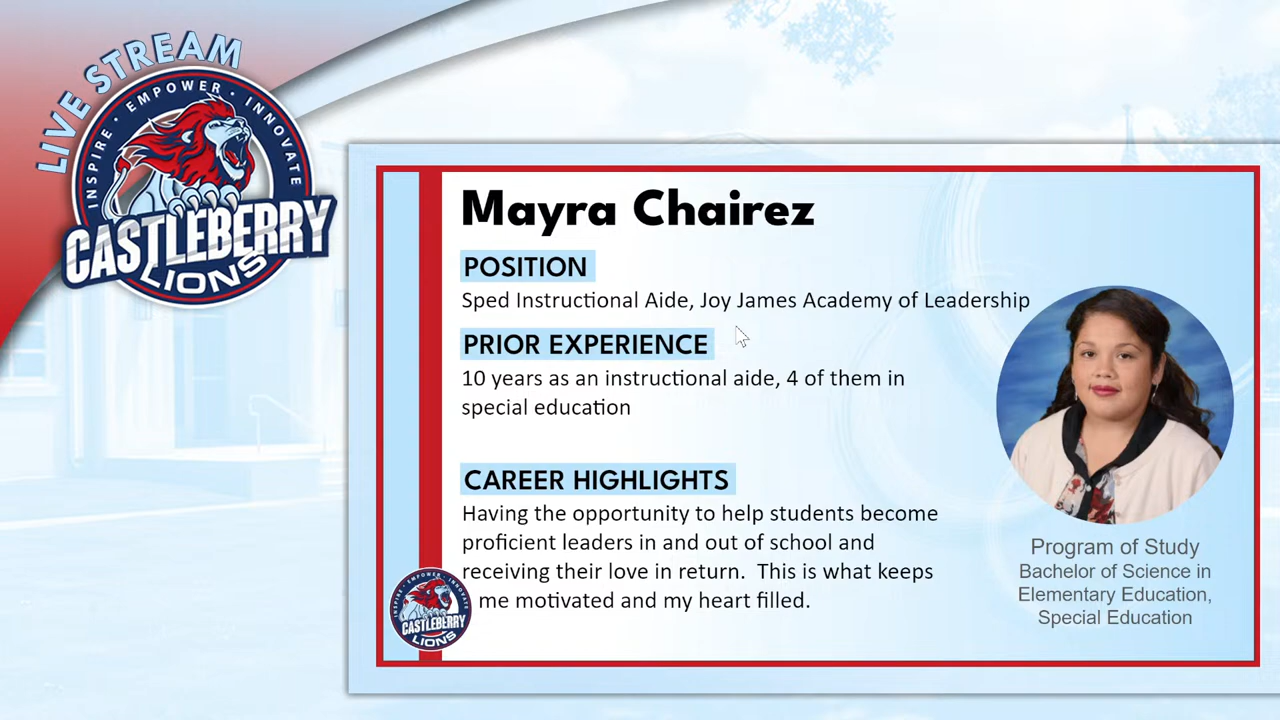 LIVE STREAM
INSPIRE · EMPOWER · INNOVATE
CASTLEBERRY
LIONS
Mayra Chairez
POSITION
Sped Instructional Aide, Joy James Academy of Leadership
PRIOR EXPERIENCE
10 years as an instructional aide, 4 of them in
special education
CAREER HIGHLIGHTS
Having the opportunity to help students become
proficient leaders in and out of school and
receiving their love in return.  This is what keeps
me motivated and my heart filled.
Program of Study
Bachelor of Science in
Elementary Education,
Special Education
INSPIRE · EMPOWER · INNOVATE
CASTLEBERRY
LIONS